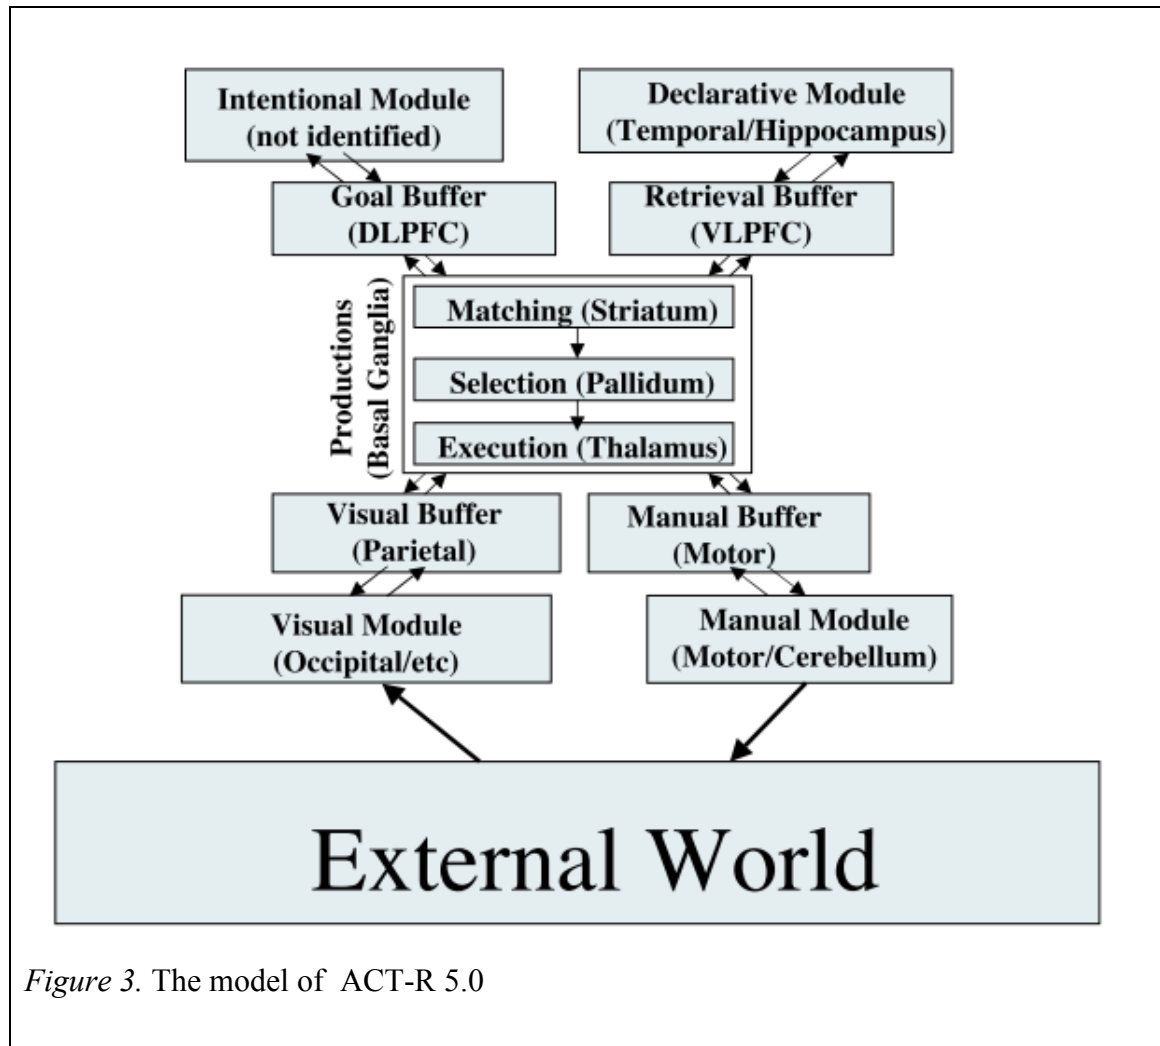 Intentional Module
(not identified)
Declarative Module
(Temporal/Hippocampus)
Goal Buffer
(DLPFC)
Retrieval Buffer
(VLPFC)
Productions
(Basal Ganglia)
Matching (Striatum)
Selection (Pallidum)
Execution (Thalamus)
Visual Buffer
(Parietal)
Manual Buffer
(Motor)
Visual Module
(Occipital/etc)
Manual Module
(Motor/Cerebellum)
External World
Figure 3. The model of ACT-R 5.0